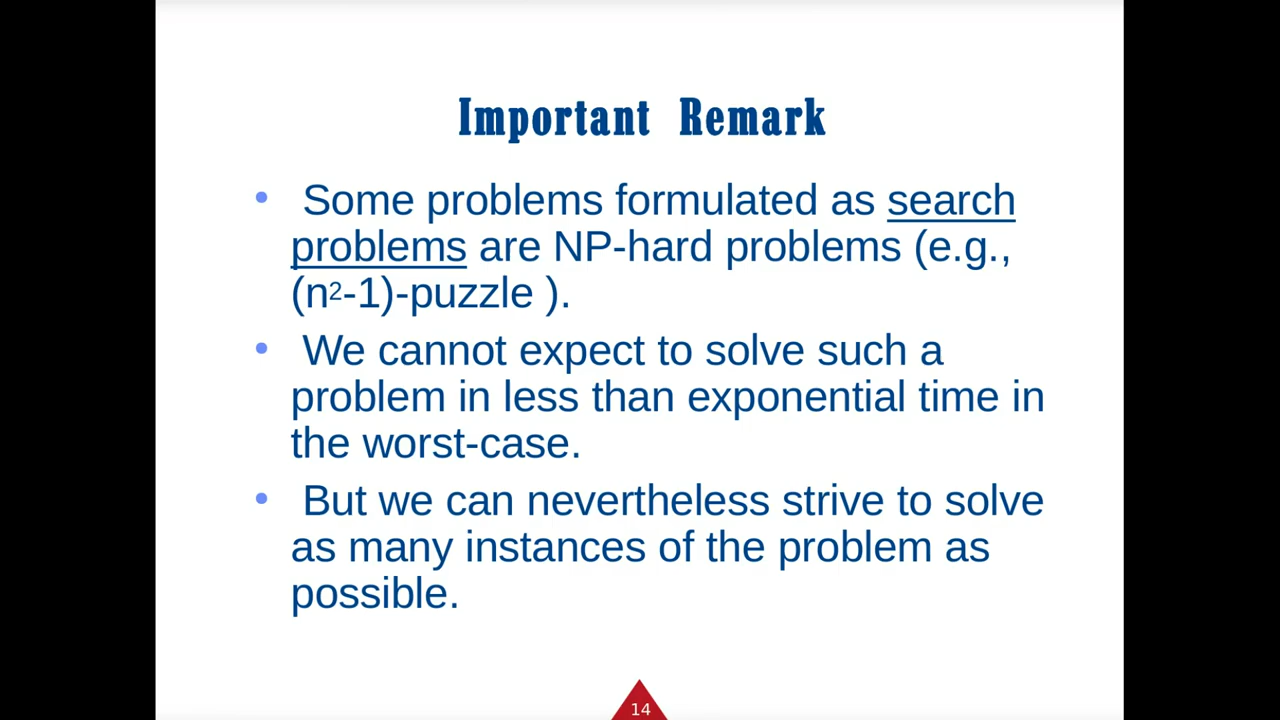 Important Remark
• Some problems formulated as search
problems are NP-hard problems (e.g.,
(n²-1)-puzzle ).
• We cannot expect to solve such a
problem in less than exponential time in
the worst-case.
• But we can nevertheless strive to solve
as many instances of the problem as
possible.
14